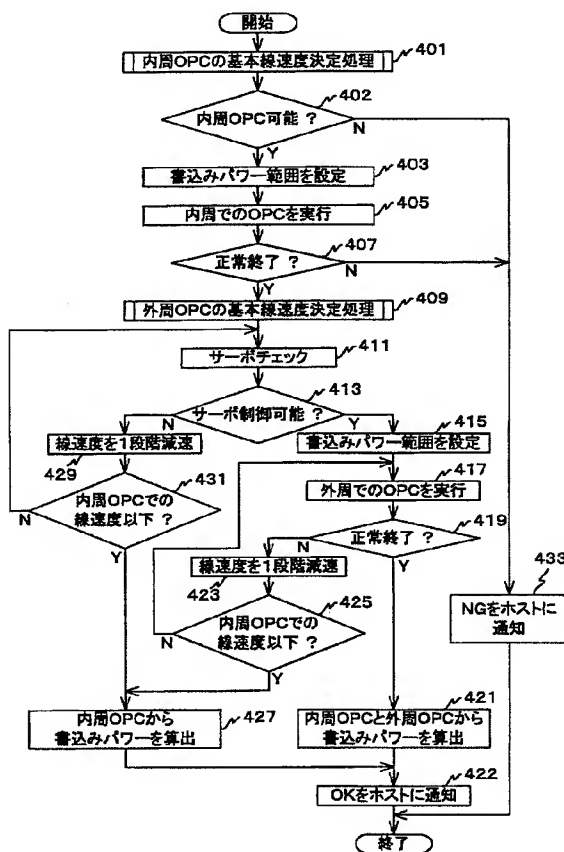 開始
内周OPCの基本線速度決定処理
401
402
内周OPC可能 ?
N
Y
403
書込みパワー範囲を設定
405
内周でのOPCを実行
407
正常終了 ?
N
Y
外周OPCの基本線速度決定処理
409
サーボチェック
411
413
サーボ制御可能 ?
N
Y
415
線速度を1段階減速
429
書込みパワー範囲を設定
417
431
内周OPCでの
線速度以下 ?
N
Y
外周でのOPCを実行
419
正常終了 ?
N
Y
線速度を1段階減速
423
425
内周OPCでの
線速度以下 ?
N
Y
433
NGをホストに
通知
内周OPCから
書込みパワーを算出
427
421
内周OPCと外周OPCから
書込みパワーを算出
422
OKをホストに通知
終了